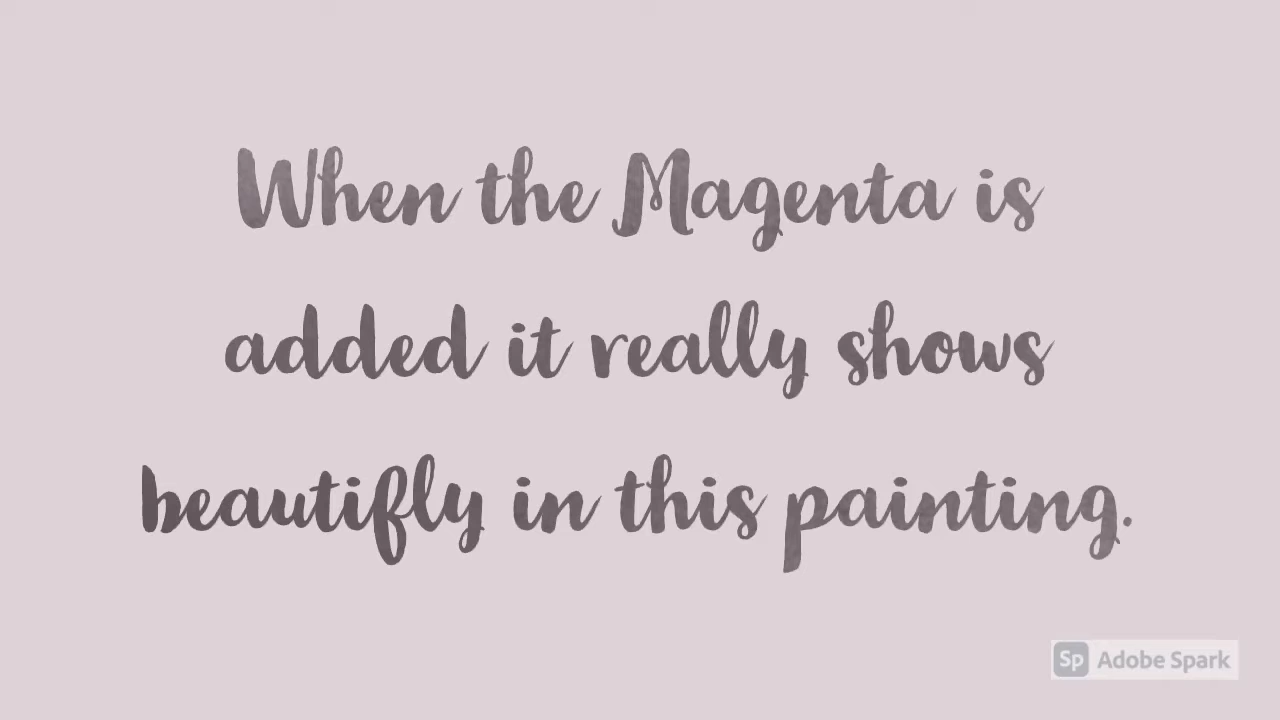 When the Magenta is
added it really shows
beautifly in this painting.
Sp Adobe Spark